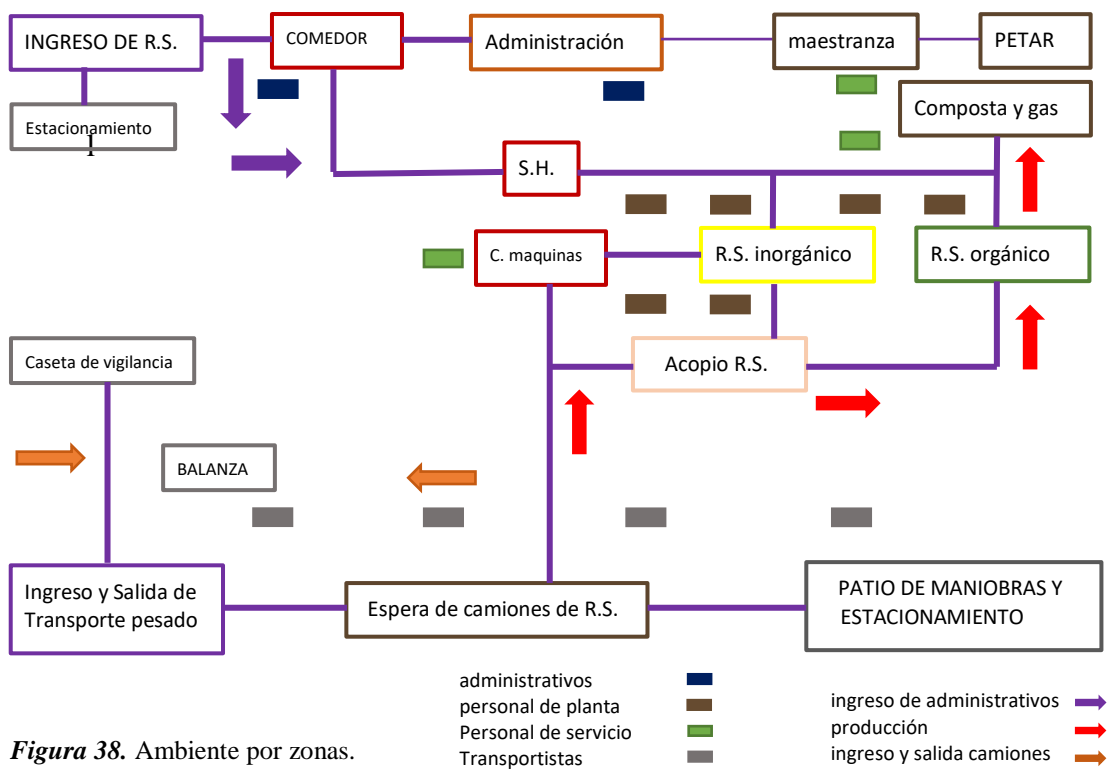 INGRESO DE R.S.
COMEDOR
Administración
maestranza
PETAR
Estacionamiento
1
Composta y gas
S.H.
C. maquinas
R.S. inorgánico
R.S. orgánico
Caseta de vigilancia
Acopio R.S.
BALANZA
Ingreso y Salida de
Transporte pesado
Espera de camiones de R.S.
PATIO DE MANIOBRAS Y
ESTACIONAMIENTO
administrativos
personal de planta
Personal de servicio
Transportistas
ingreso de administrativos
producción
ingreso y salida camiones
Figura 38. Ambiente por zonas.